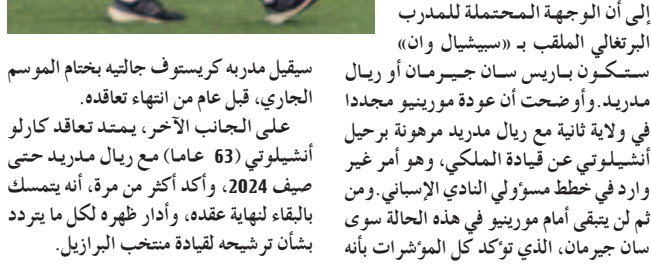 إلى أن الوجهة المحتملة للمدرب
البرتغالي الملقب بـ «سبيشيال وان»
ستكون باريس سان جيرمان أو ريال
مدريد.وأوضحت أن عودة مورينيو مجددا
في ولاية ثانية مع ريال مدريد مرهونة برحيل
أنشيلوتي عن قيادة الملكي، وهو أمر غير
وارد في خطط مسؤولي النادي الإسباني.ومن
ثم لن يتبقى أمام مورينيو في هذه الحالة سوى
سان جيرمان، الذي تؤكد كل المؤشرات بأنه
سيقيل مدربه كريستوف جالتيه بختام الموسم
الجاري، قبل عام من انتهاء تعاقده.
على الجانب الآخر، يمتد تعاقد كارلو
أنشيلوتي (63 عاما) مع ريال مدريد حتى
صيف 2024، وأكد أكثر من مرة، أنه يتمسك
بالبقاء لنهاية عقده، وأدار ظهره لكل ما يتردد
بشأن ترشيحه لقيادة منتخب البرازيل.